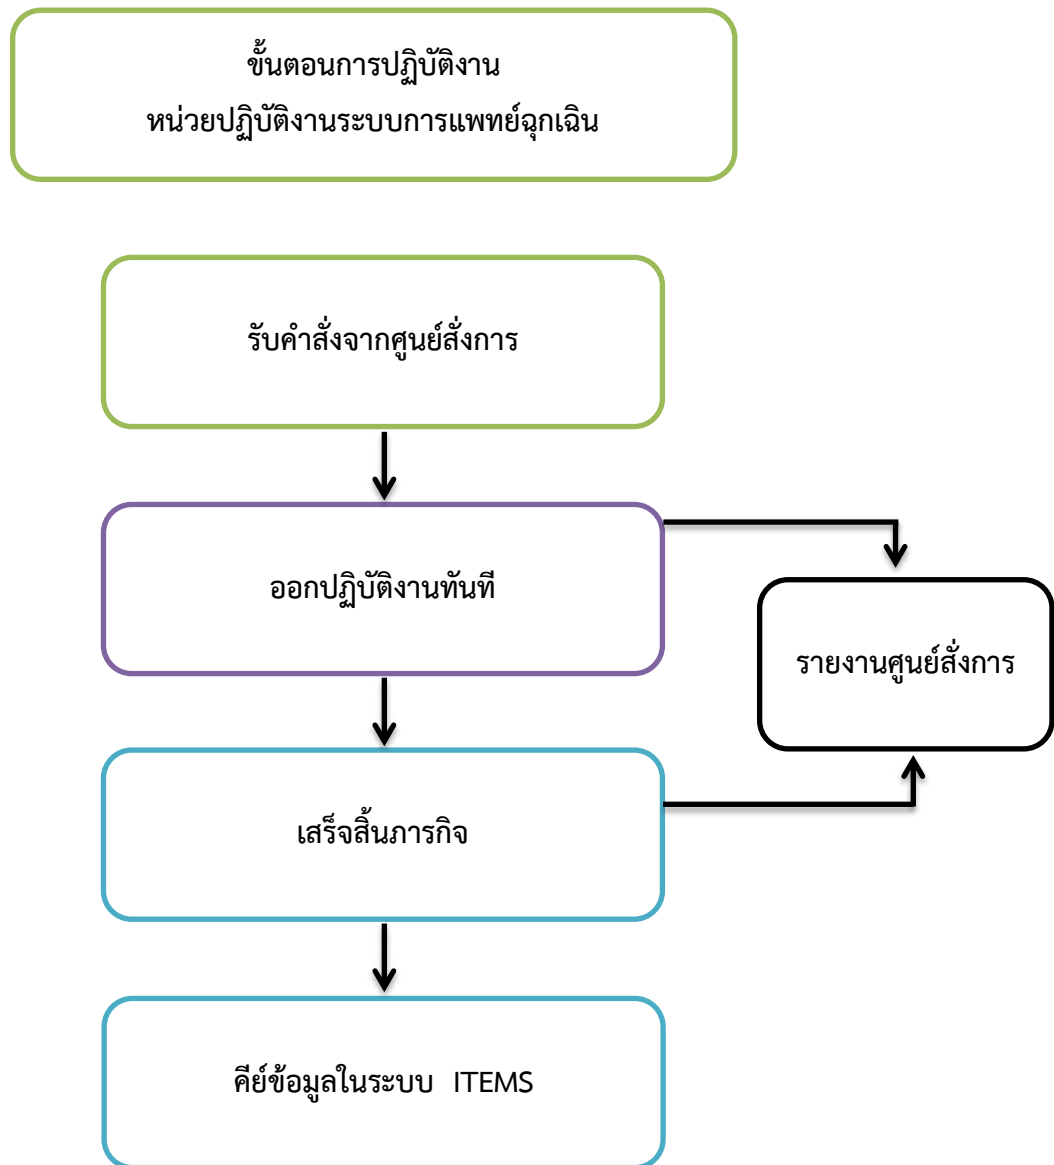 ขั้นตอนการปฏิบัติงาน
หน่วยปฏิบัติงานระบบการแพทย์ฉุกเฉิน
รับคำสั่งจากศูนย์สั่งการ
ออกปฏิบัติงานทันที
รายงานศูนย์สั่งการ
เสร็จสิ้นภารกิจ
คีย์ข้อมูลในระบบ ITEMS